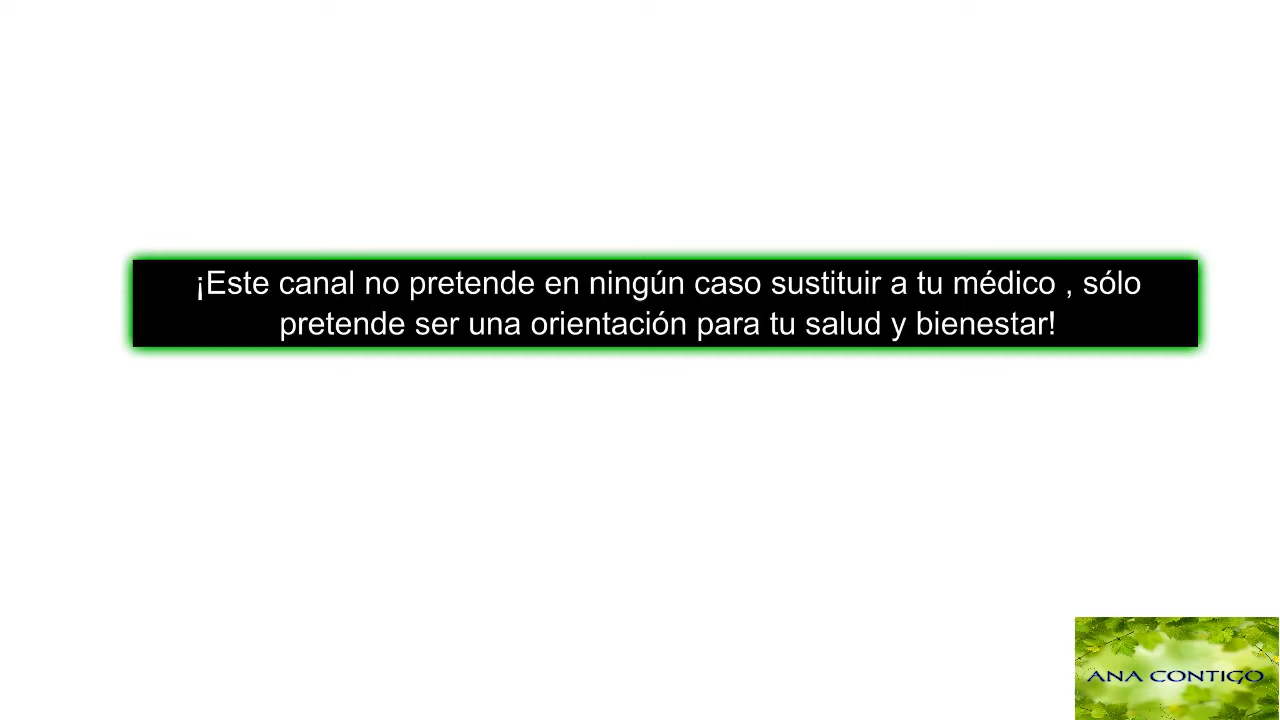 ¡Este canal no pretende en ningún caso sustituir a tu médico , sólo
pretende ser una orientación para tu salud y bienestar!
ANA CONTIGO